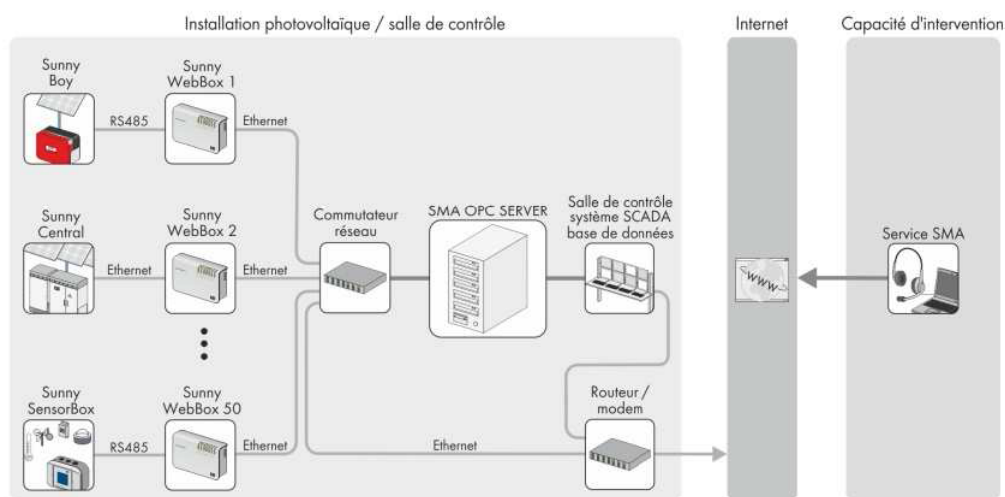 Installation photovoltaïque / salle de contrôle
Internet
Capacité d'intervention
Sunny
Boy
RS485
Sunny
WebBox 1
Ethernet
Sunny
Central
Ethernet
Sunny
WebBox 2
Ethernet
Commutateur
réseau
SMA OPC SERVER
Salle de contrôle
système SCADA
base de données
WWW
Service SMA
Sunny
SensorBox
RS485
Sunny
WebBox 50
Ethernet
Ethernet
Routeur /
modem